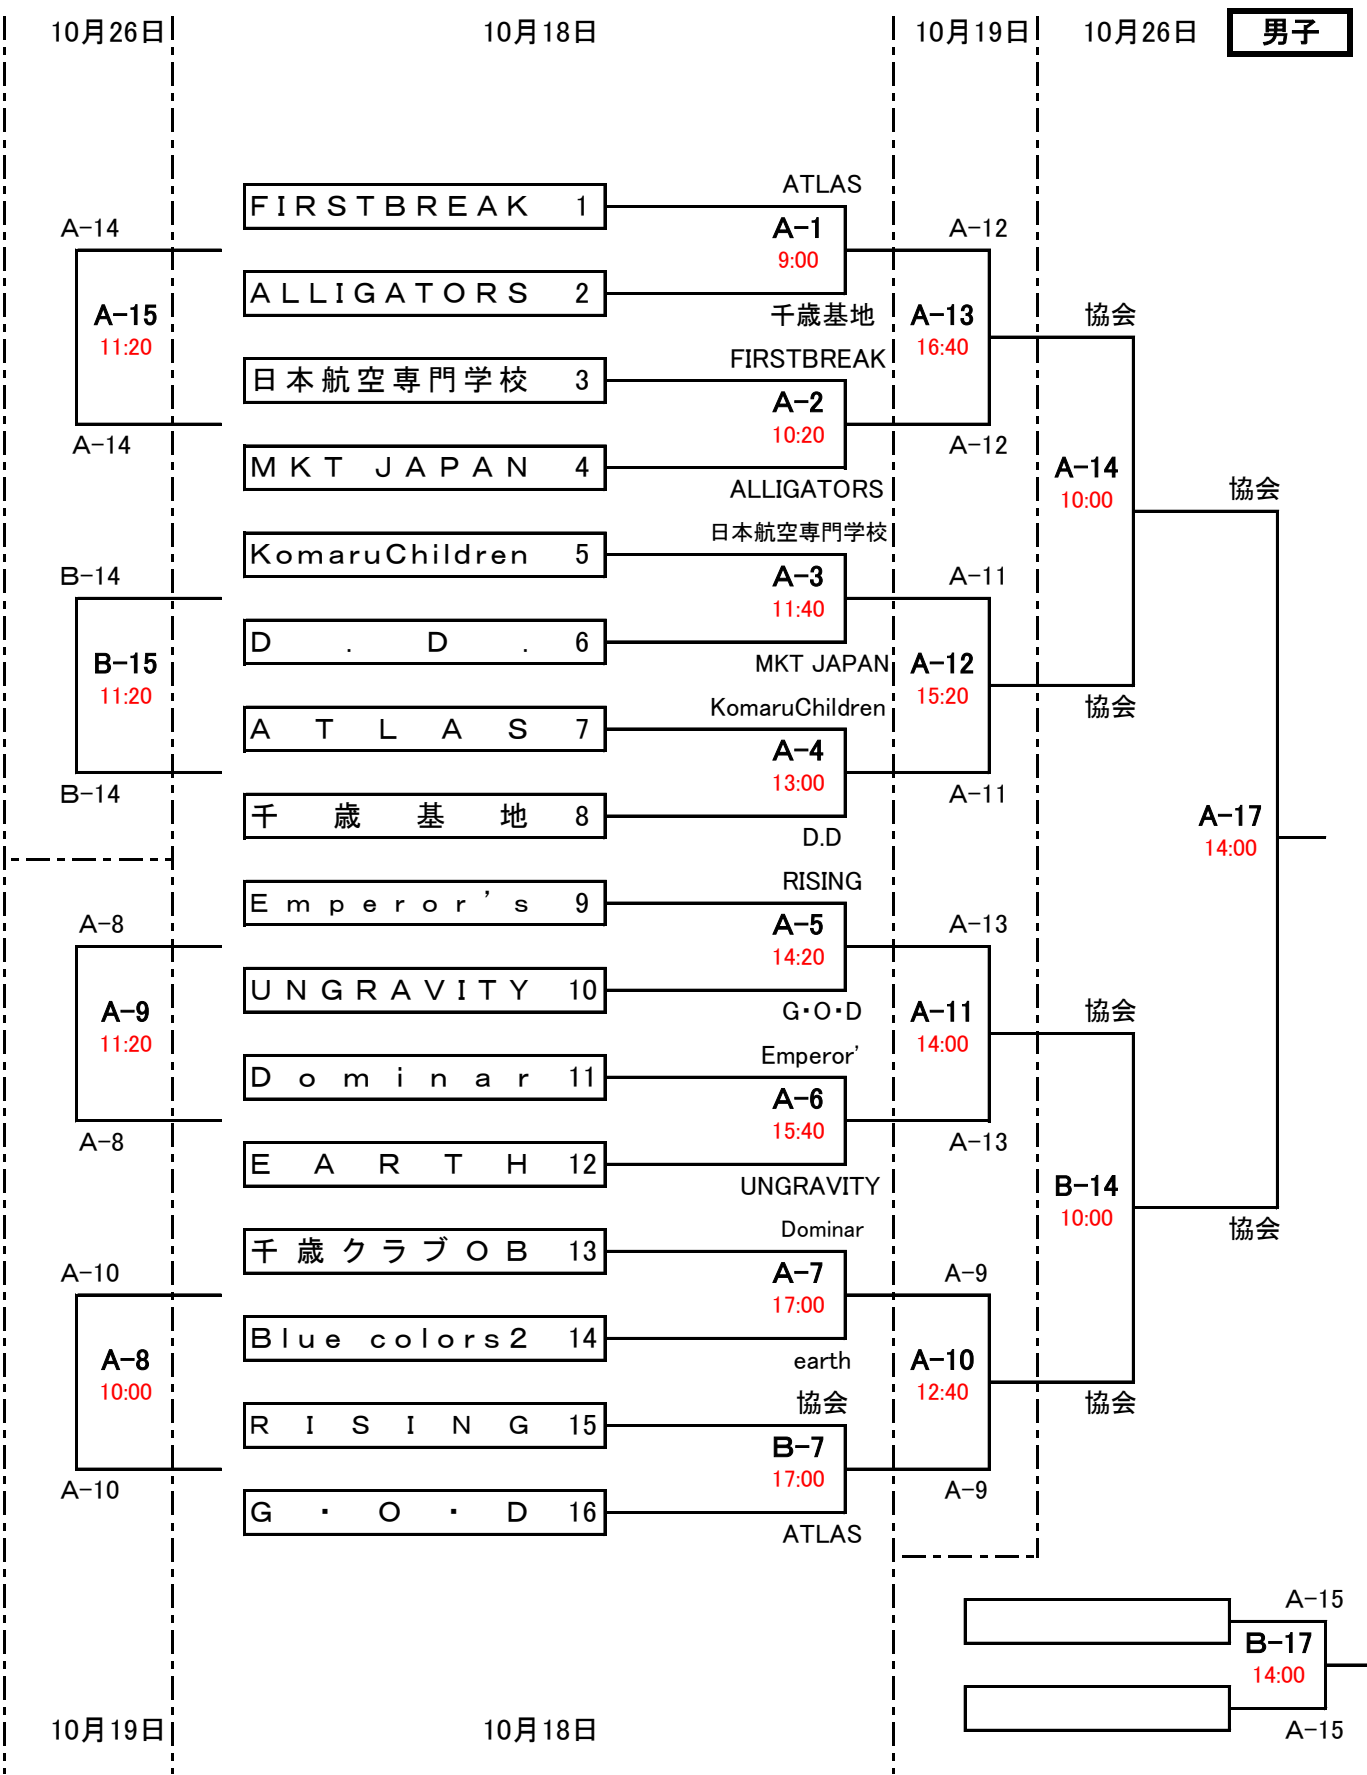 10月26日 10月18日 10月19日 10月26日 男子
ATLAS
FIRSTBREAK 1
A-14 A-1 A-12
9:00
ALLIGATORS 2
A-15 千歳基地 A-13 協会
11:20 FIRSTBREAK 16:40
日本航空専門学校 3
A-2
10:20
A-14 A-12
MKT JAPAN 4 A-14
ALLIGATORS 10:00 協会
日本航空専門学校
KomaruChildren 5
B-14 A-3 A-11
11:40
D . D . 6
B-15 MKT JAPAN A-12
11:20 KomaruChildren 15:20 協会
ATLAS 7
A-4
13:00
B-14 A-11
千歳基地 8 A-17
D.D 14:00
RISING
Emperor's 9
A-8 A-5 A-13
14:20
UNGRAVITY 10
A-9 G・O・D A-11 協会
11:20 Emperor' 14:00
Dominar 11
A-6
15:40
A-8 A-13
EARTH 12
UNGRAVITY B-14
10:00 協会
Dominar
千歳クラブOB 13
A-10 A-7 A-9
17:00
Blue colors2 14
A-8 earth A-10
10:00 協会 12:40 協会
RISING 15
B-7
17:00
A-10 A-9
G・O・D 16
ATLAS
A-15
B-17
14:00
10月19日 10月18日 A-15